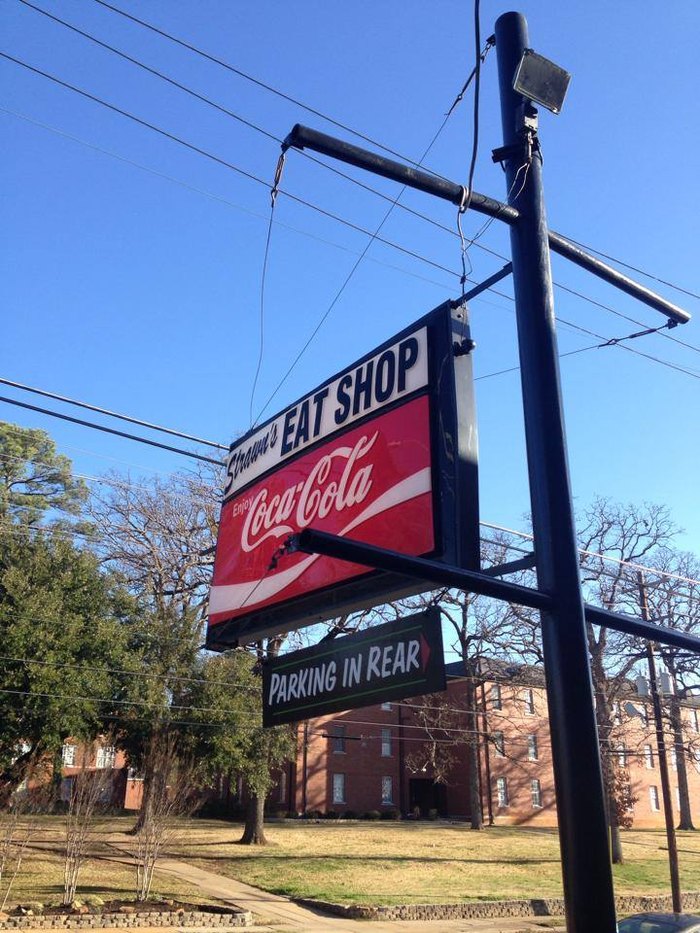 Strawn's EAT SHOP
Enjoy
Coca-Cola
PARKING IN REAR